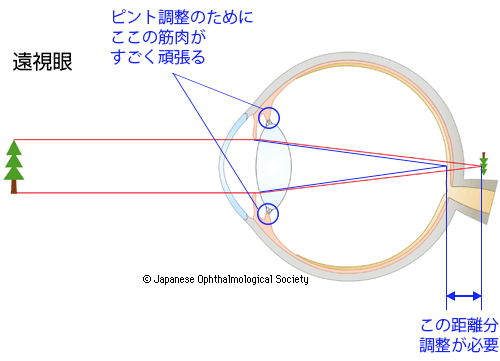 ピント調整のために
ここの筋肉が
すごく頑張る
遠視眼
© Japanese Ophthalmological Society
この距離分
調整が必要